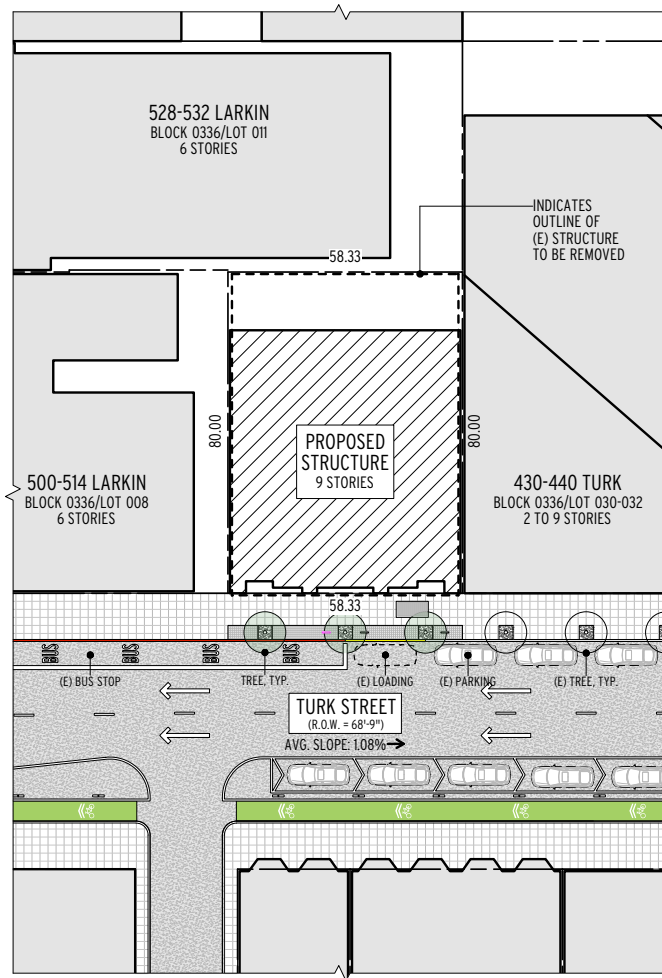 528-532 LARKIN
BLOCK 0336/LOT 011
6 STORIES
INDICATES
OUTLINE OF
(E) STRUCTURE
TO BE REMOVED
58.33
80.00
PROPOSED
STRUCTURE
9 STORIES
80.00
500-514 LARKIN
BLOCK 0336/LOT 008
6 STORIES
430-440 TURK
BLOCK 0336/LOT 030-032
2 TO 9 STORIES
58.33
BUS
BUS
BUS
BUS
(E) BUS STOP
TREE, TYP.
(E) LOADING
(E) PARKING
(E) TREE, TYP.
TURK STREET
(R.O.W. = 68'-9")
AVG. SLOPE: 1.08%